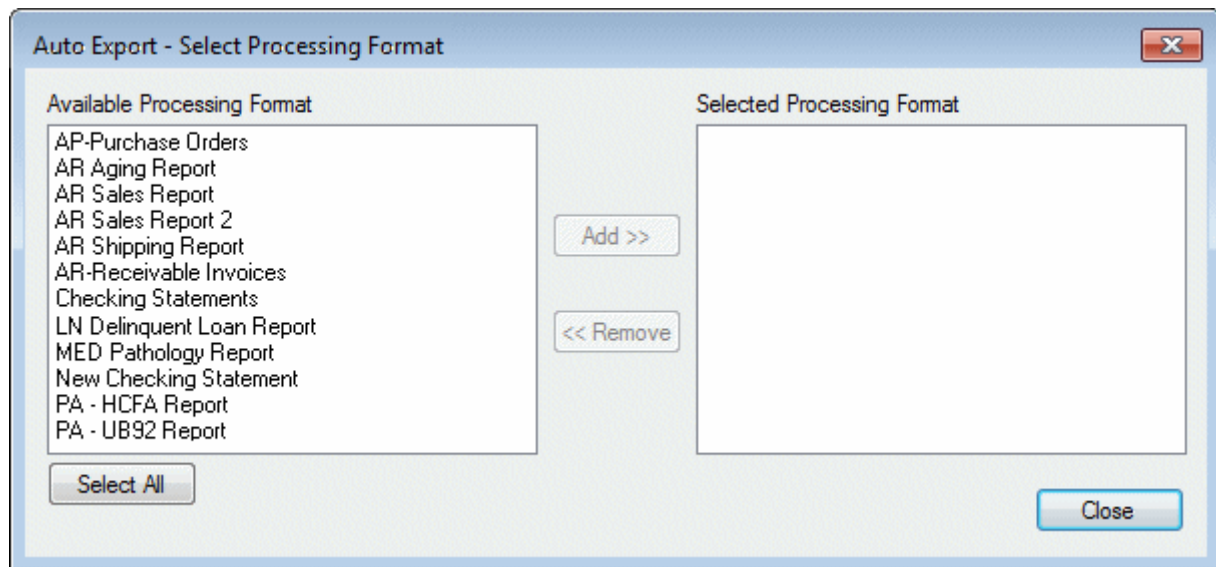 Auto Export - Select Processing Format
Available Processing Format
Selected Processing Format
AP-Purchase Orders
AR Aging Report
AR Sales Report
AR Sales Report 2
AR Shipping Report
AR-Receivable Invoices
Checking Statements
LN Delinquent Loan Report
MED Pathology Report
New Checking Statement
PA - HCFA Report
PA - UB92 Report
Add >>
<< Remove
Select All
Close